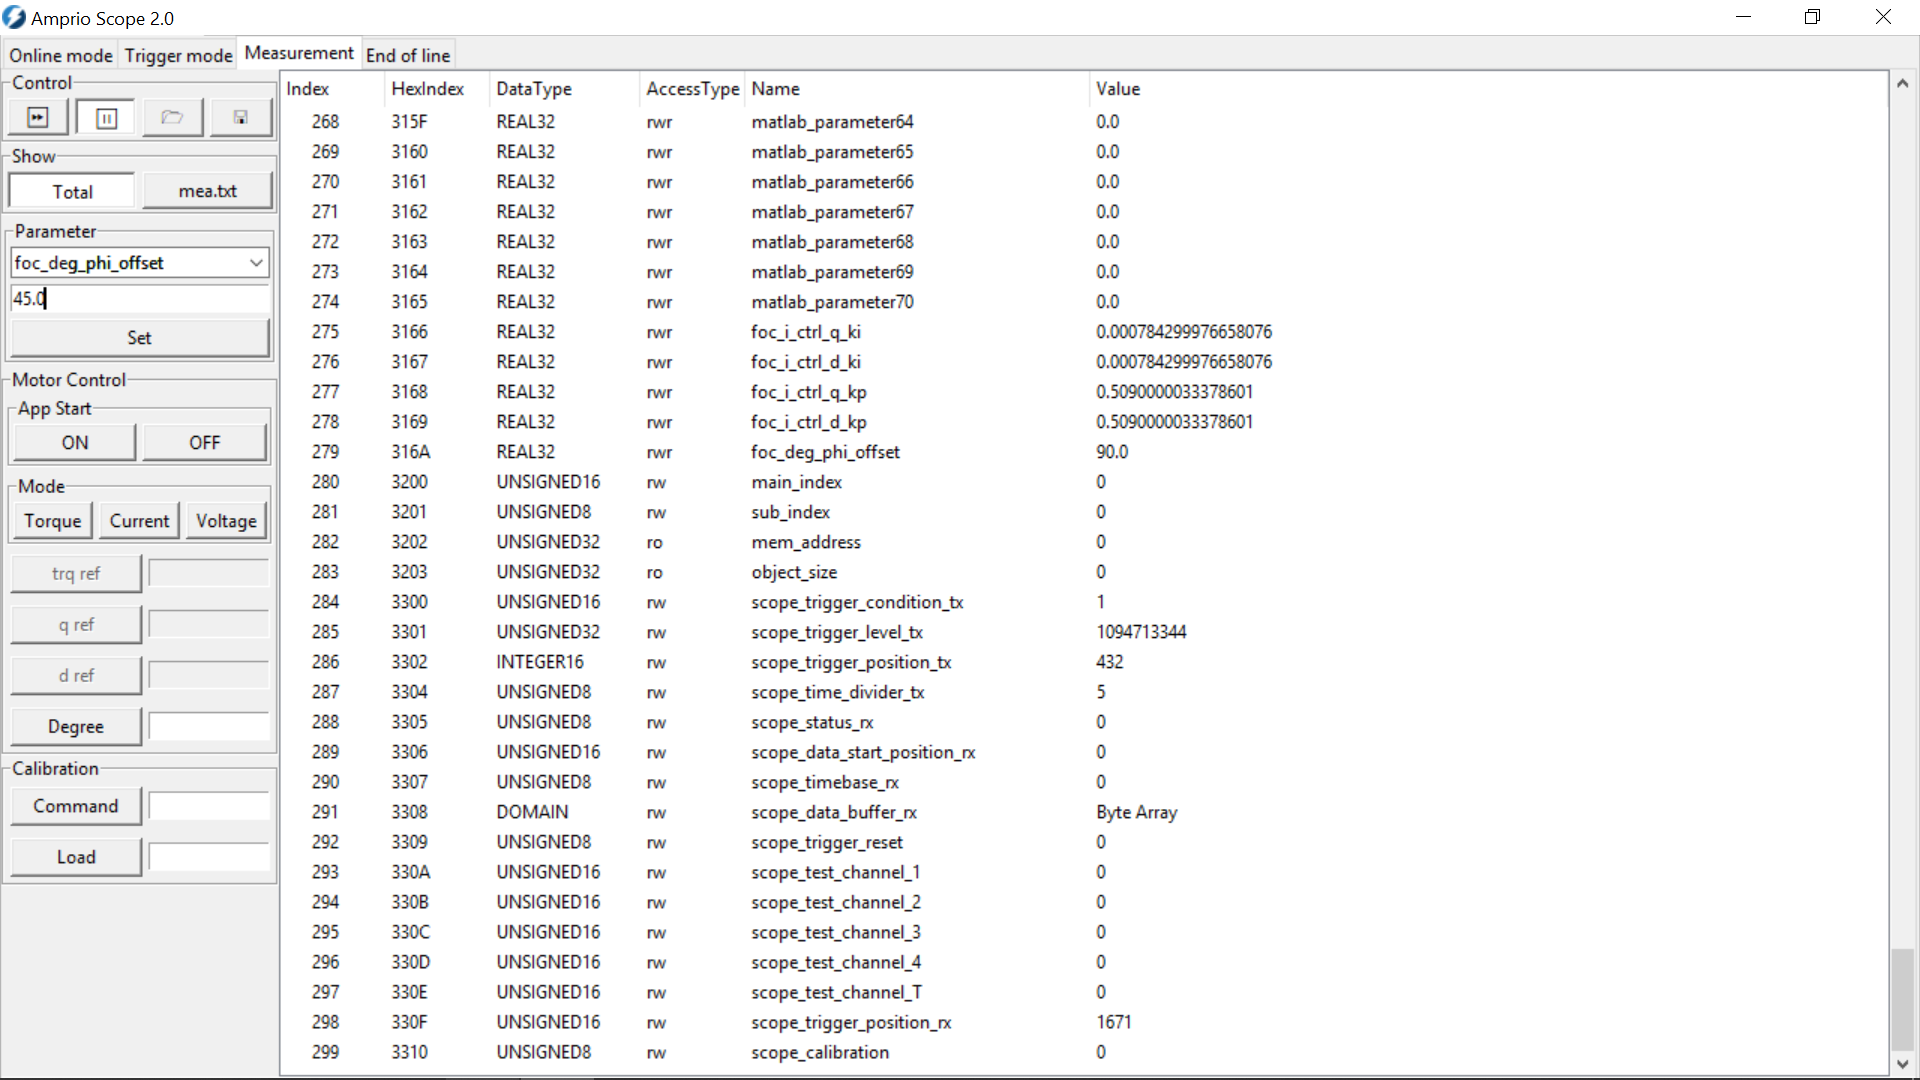 Amprio Scope 2.0
Online mode Trigger mode Measurement End of line
Control
Show
Total mea.txt
Parameter
foc_deg_phi_offset
45.0
Set
Motor Control
App Start
ON OFF
Mode
Torque Current Voltage
trq ref
q ref
d ref
Degree
Calibration
Command
Load
Index HexIndex DataType AccessType Name Value
268 315F REAL32 rwr matlab_parameter64 0.0
269 3160 REAL32 rwr matlab_parameter65 0.0
270 3161 REAL32 rwr matlab_parameter66 0.0
271 3162 REAL32 rwr matlab_parameter67 0.0
272 3163 REAL32 rwr matlab_parameter68 0.0
273 3164 REAL32 rwr matlab_parameter69 0.0
274 3165 REAL32 rwr matlab_parameter70 0.0
275 3166 REAL32 rwr foc_i_ctrl_q_ki 0.000784299976658076
276 3167 REAL32 rwr foc_i_ctrl_d_ki 0.000784299976658076
277 3168 REAL32 rwr foc_i_ctrl_q_kp 0.5090000033378601
278 3169 REAL32 rwr foc_i_ctrl_d_kp 0.5090000033378601
279 316A REAL32 rwr foc_deg_phi_offset 90.0
280 3200 UNSIGNED16 rw main_index 0
281 3201 UNSIGNED8 rw sub_index 0
282 3202 UNSIGNED32 ro mem_address 0
283 3203 UNSIGNED32 ro object_size 0
284 3300 UNSIGNED16 rw scope_trigger_condition_tx 1
285 3301 UNSIGNED32 rw scope_trigger_level_tx 1094713344
286 3302 INTEGER16 rw scope_trigger_position_tx 432
287 3304 UNSIGNED8 rw scope_time_divider_tx 5
288 3305 UNSIGNED8 rw scope_status_rx 0
289 3306 UNSIGNED16 rw scope_data_start_position_rx 0
290 3307 UNSIGNED8 rw scope_timebase_rx 0
291 3308 DOMAIN rw scope_data_buffer_rx Byte Array
292 3309 UNSIGNED8 rw scope_trigger_reset 0
293 330A UNSIGNED16 rw scope_test_channel_1 0
294 330B UNSIGNED16 rw scope_test_channel_2 0
295 330C UNSIGNED16 rw scope_test_channel_3 0
296 330D UNSIGNED16 rw scope_test_channel_4 0
297 330E UNSIGNED16 rw scope_test_channel_T 0
298 330F UNSIGNED16 rw scope_trigger_position_rx 1671
299 3310 UNSIGNED8 rw scope_calibration 0